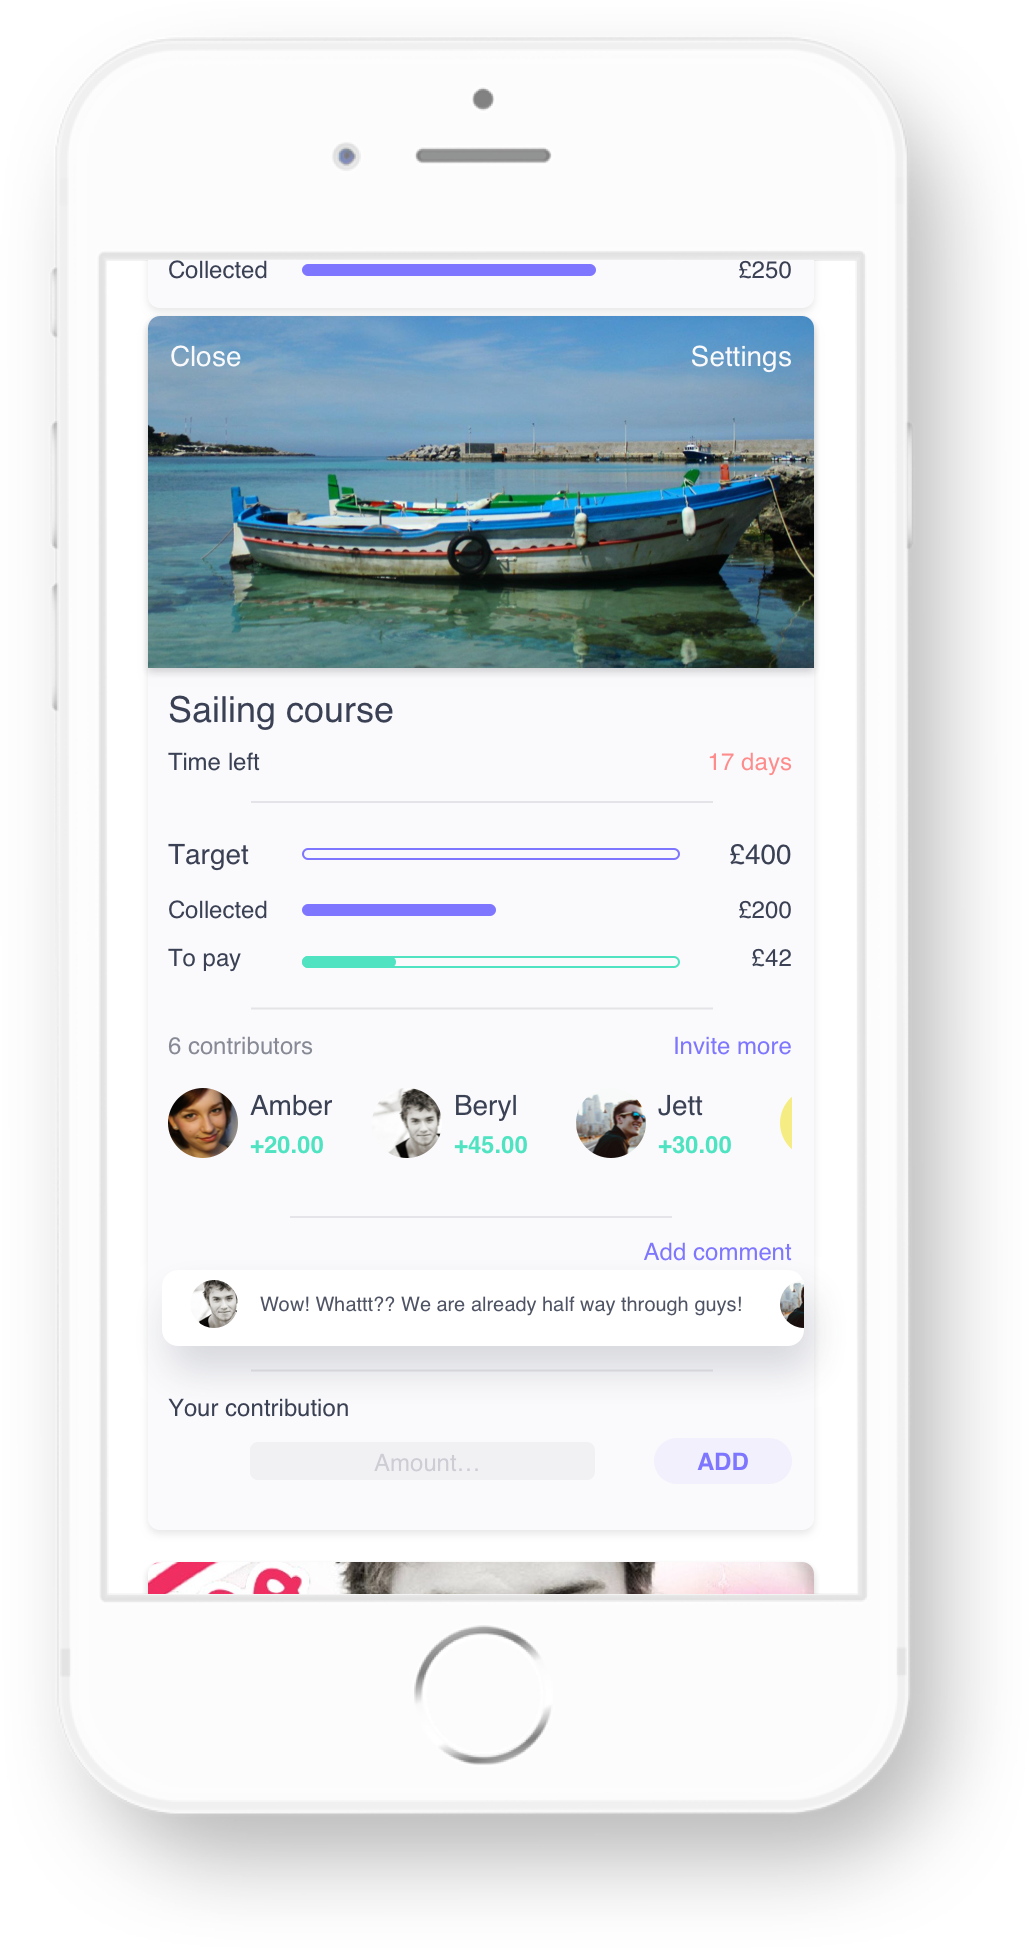 Collected £250
Close Settings
Sailing course
Time left 17 days
Target £400
Collected £200
To pay £42
6 contributors Invite more
Amber Beryl Jett
+20.00 +45.00 +30.00
Add comment
Wow! Whattt?? We are already half way through guys!
Your contribution
Amount... ADD